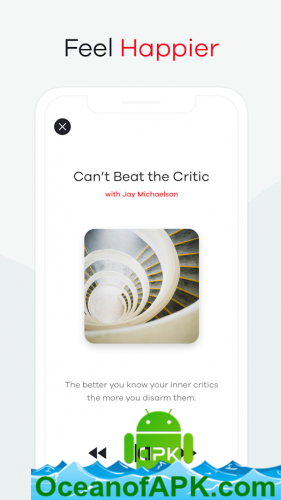 Feel Happier
Can't Beat the Critic
with Jay Michaelson
The better you know your inner critics
the more you disarm them.
APK
OceanofAPK.com